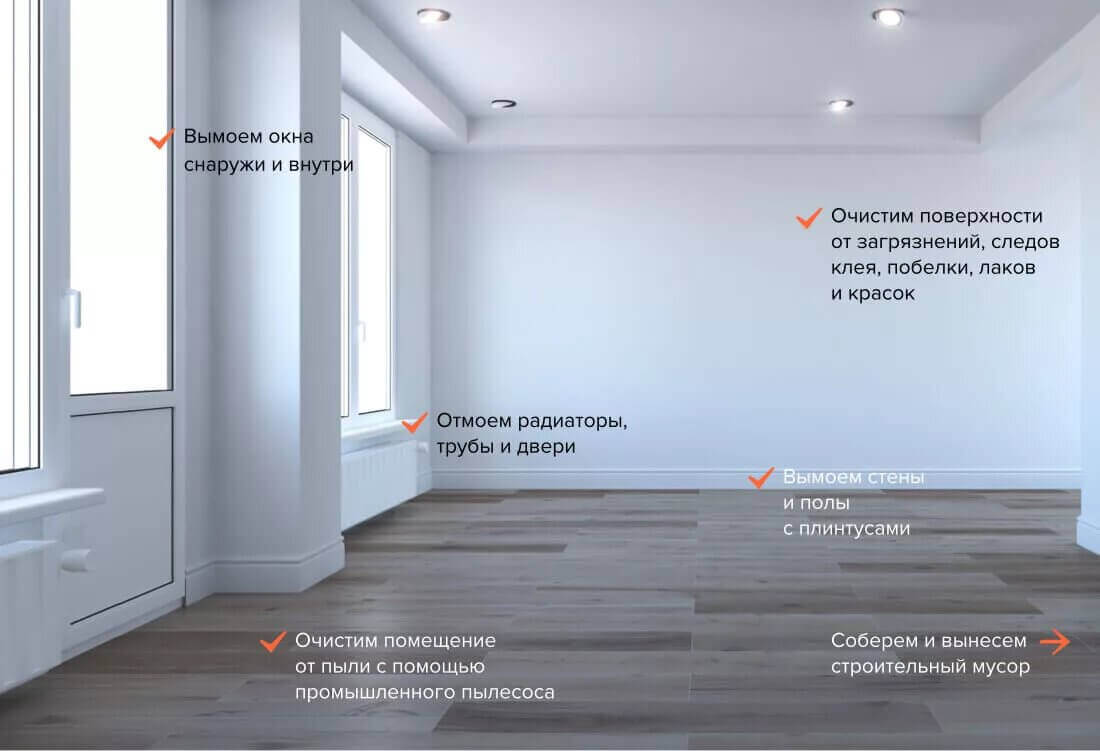 Вымоем окна
снаружи и внутри
Очистим поверхности
от загрязнений, следов
клея, побелки, лаков
и красок
Отмоем радиаторы,
трубы и двери
Вымоем стены
и полы
с плинтусами
Очистим помещение
от пыли с помощью
промышленного пылесоса
Соберем и вынесем
строительный мусор